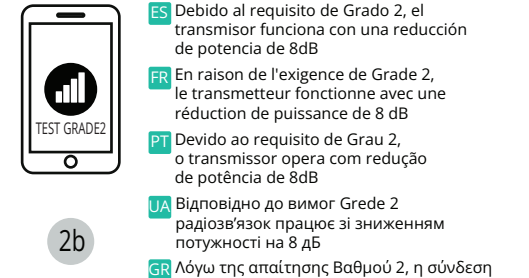 TEST GRADE2
2b
ES Debido al requisito de Grado 2, el
transmisor funciona con una reducción
de potencia de 8dB
FR En raison de l'exigence de Grade 2,
le transmetteur fonctionne avec une
réduction de puissance de 8 dB
PT Devido ao requisito de Grau 2,
o transmissor opera com redução
de potência de 8dB
UA Відповідно до вимог Grede 2
радіозв'язок працює зі зниженням
потужності на 8 дБ
GR Λόγω της απαίτησης Βαθμού 2, η σύνδεση